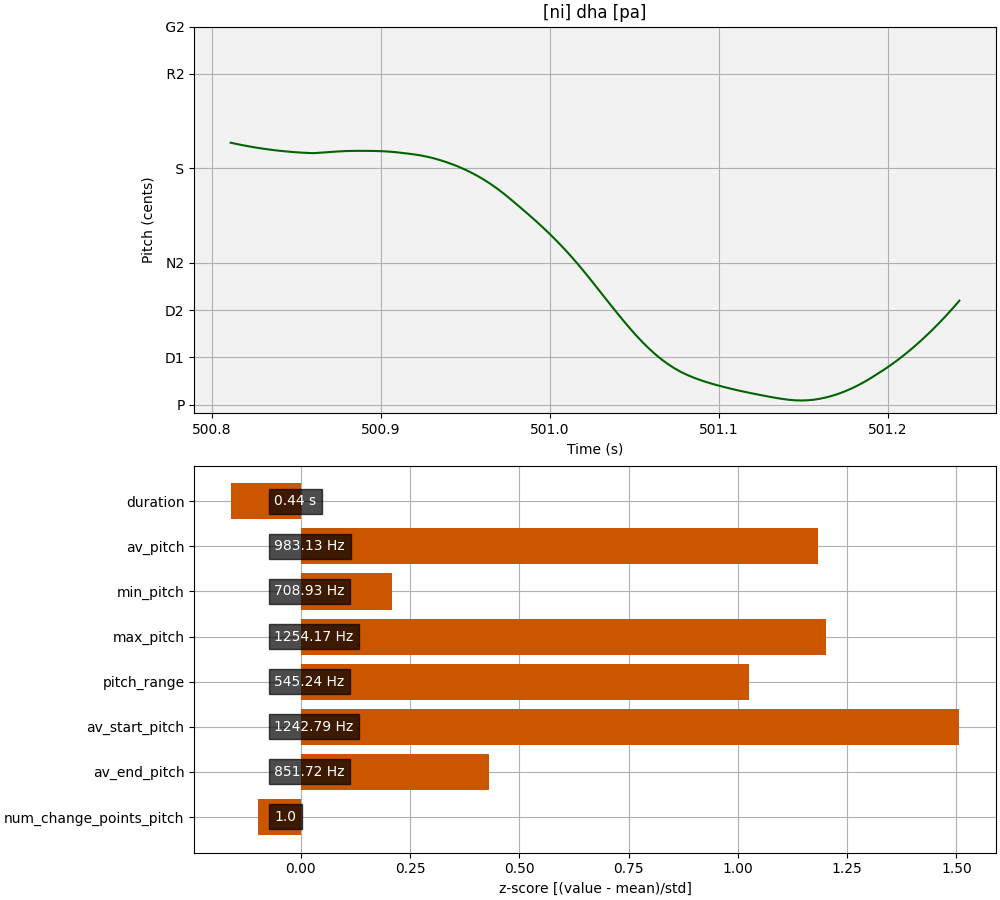 [ni] dha [pa]
G2
R2
S
N2
D2
D1
P
Pitch (cents)
500.8 500.9 501.0 501.1 501.2
Time (s)
duration 0.44 s
av_pitch 983.13 Hz
min_pitch 708.93 Hz
max_pitch 1254.17 Hz
pitch_range 545.24 Hz
av_start_pitch 1242.79 Hz
av_end_pitch 851.72 Hz
num_change_points_pitch 1.0
0.00 0.25 0.50 0.75 1.00 1.25 1.50
z-score [(value - mean)/std]